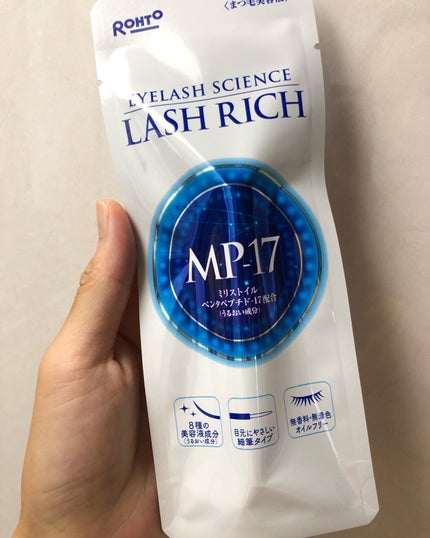 ROHTO
〈まつ毛美容液〉
EYELASH SCIENCE
LASH RICH
MP-17
ミリストイル
ペンタペプチド-17配合
(うるおい成分)
8種の
美容液成分
(うるおい成分)
目元にやさしい
細筆タイプ
無香料・無着色
オイルフリー